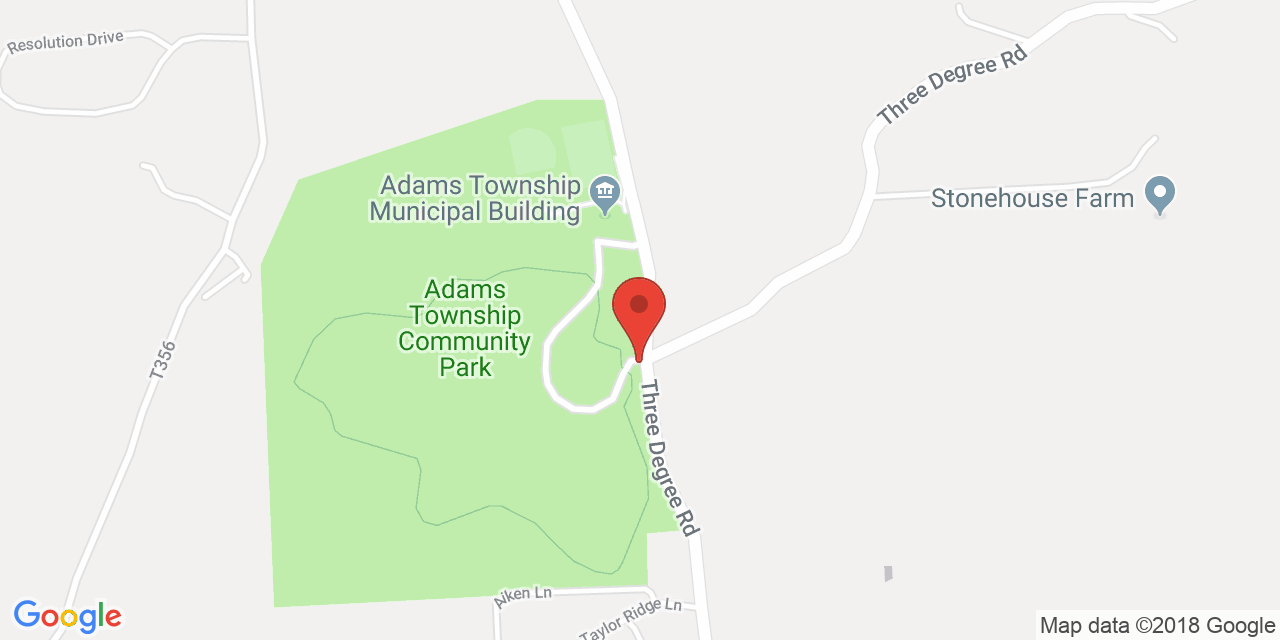 Resolution Drive
Three Degree Rd
Adams Township
Municipal Building
Stonehouse Farm
Adams
Township
Community
Park
T356
Three Degree Rd
Aiken Ln
Taylor Ridge Ln
Google
Map data ©2018 Google